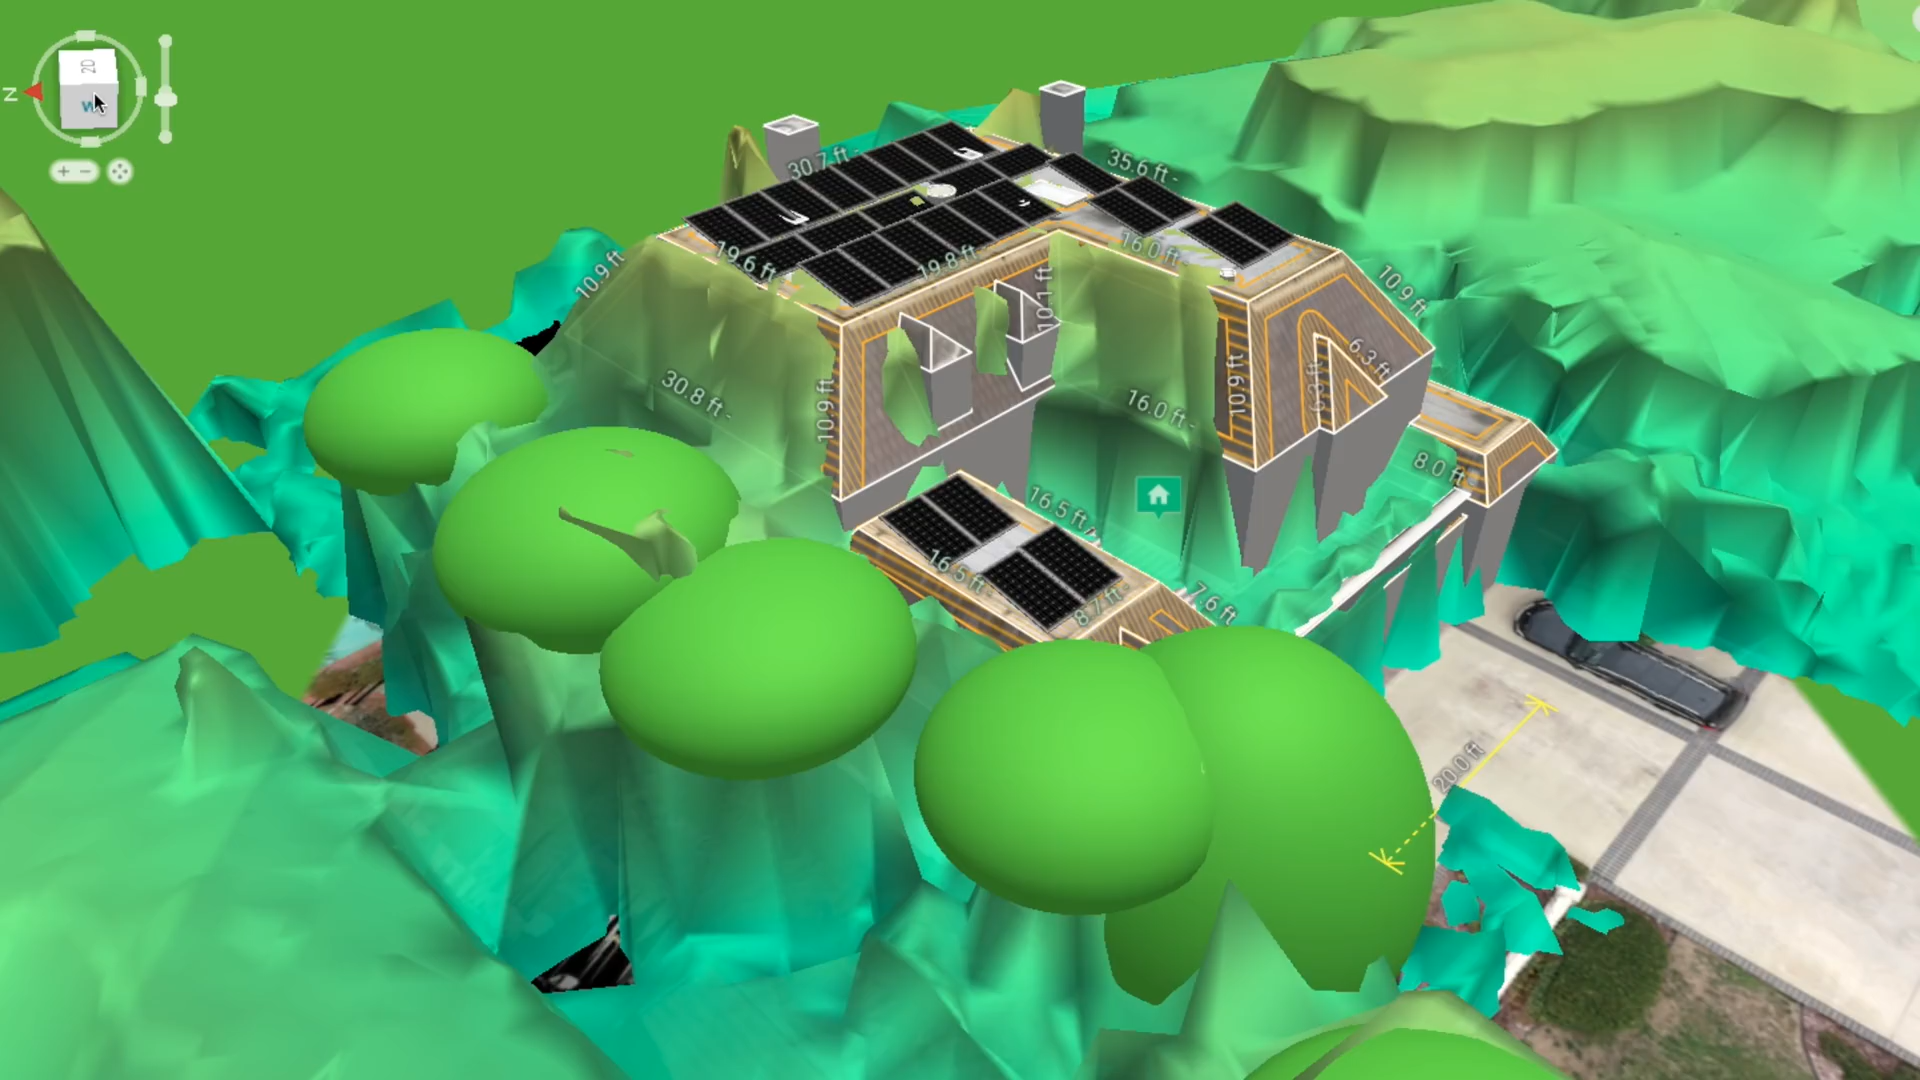 2D
W
N
30.7 ft
35.6 ft
10.9 ft
19.6 ft
19.8 ft
16.0 ft
10.9 ft
10.1 ft
6.3 ft
30.8 ft
10.9 ft
16.0 ft
10.9 ft
8.0 ft
16.5 ft
16.5 ft
8.7 ft
7.6 ft
20.0 ft